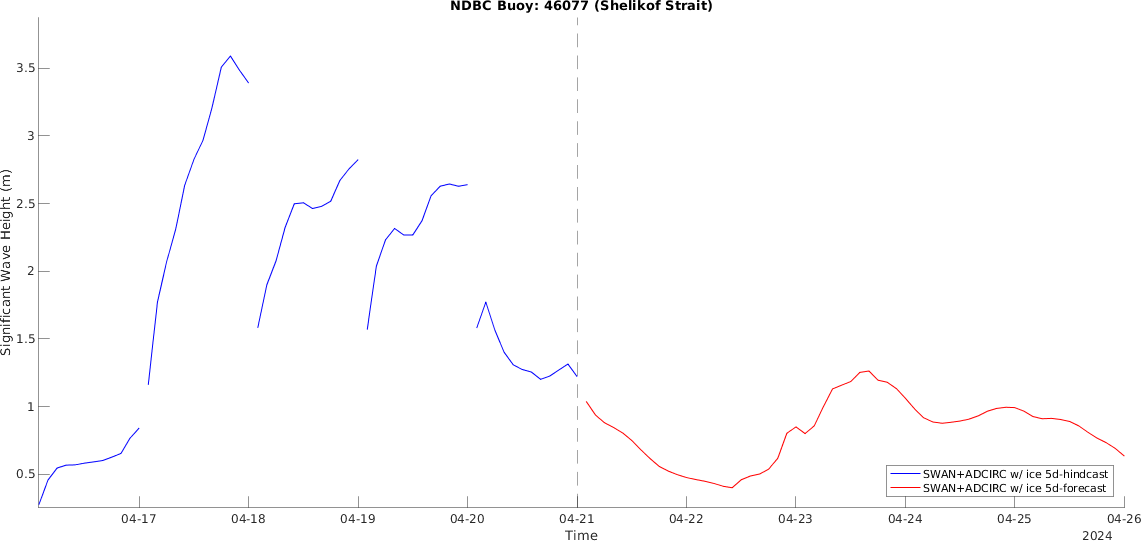 NDBC Buoy: 46077 (Shelikof Strait)
Significant Wave Height (m)
3.5
3
2.5
2
1.5
1
0.5
SWAN+ADCIRC w/ ice 5d-hindcast
SWAN+ADCIRC w/ ice 5d-forecast
04-17 04-18 04-19 04-20 04-21 04-22 04-23 04-24 04-25 04-26
Time
2024